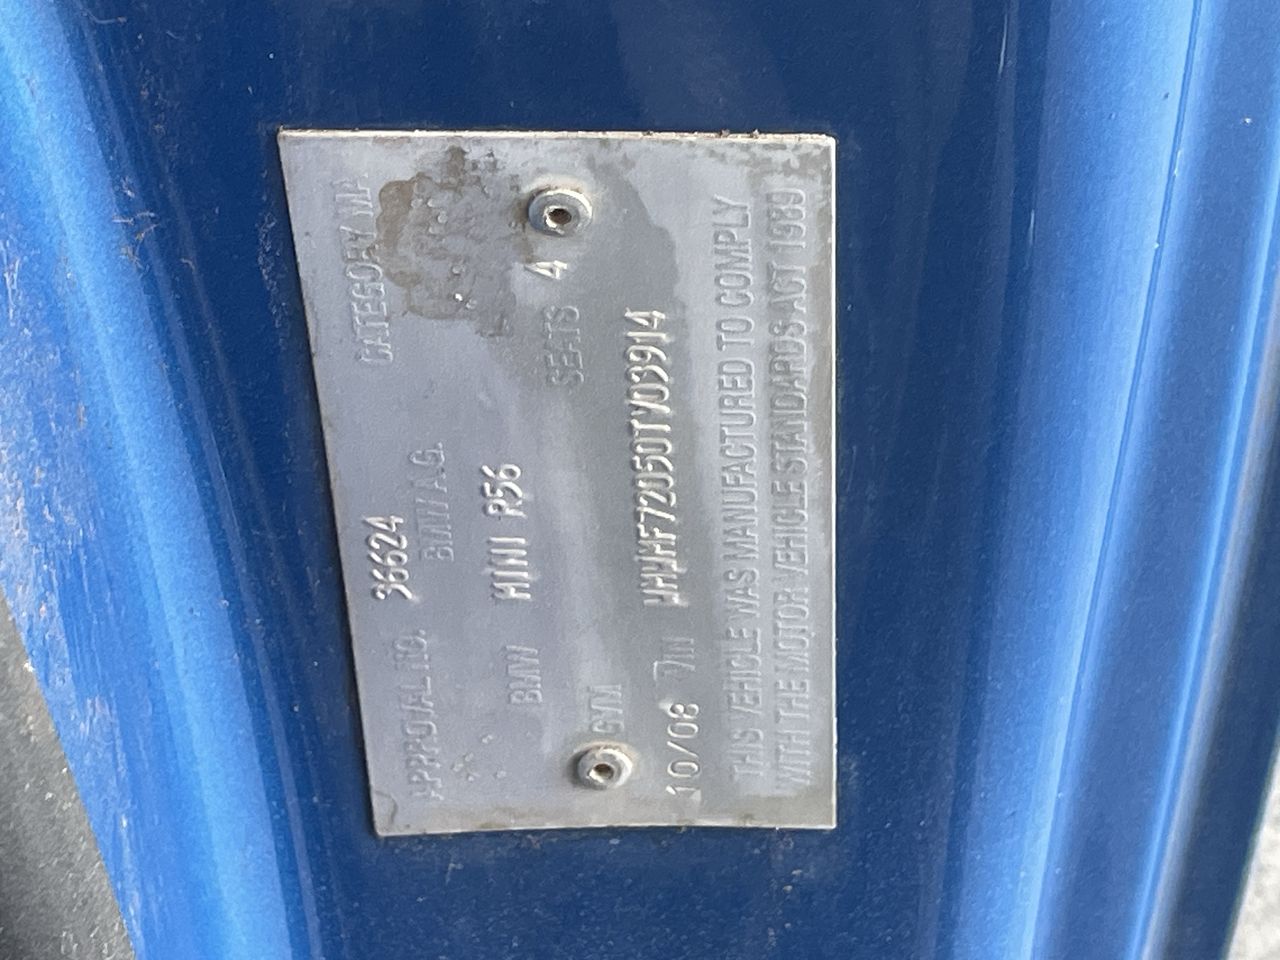 APPROVAL NO. 36624 CATEGORY MA
BMW A.G.
BMW MINI R56
GVM SEATS 4
10/08 VIN WMWMF72050TV03914
THIS VEHICLE WAS MANUFACTURED TO COMPLY
WITH THE MOTOR VEHICLE STANDARDS ACT 1989